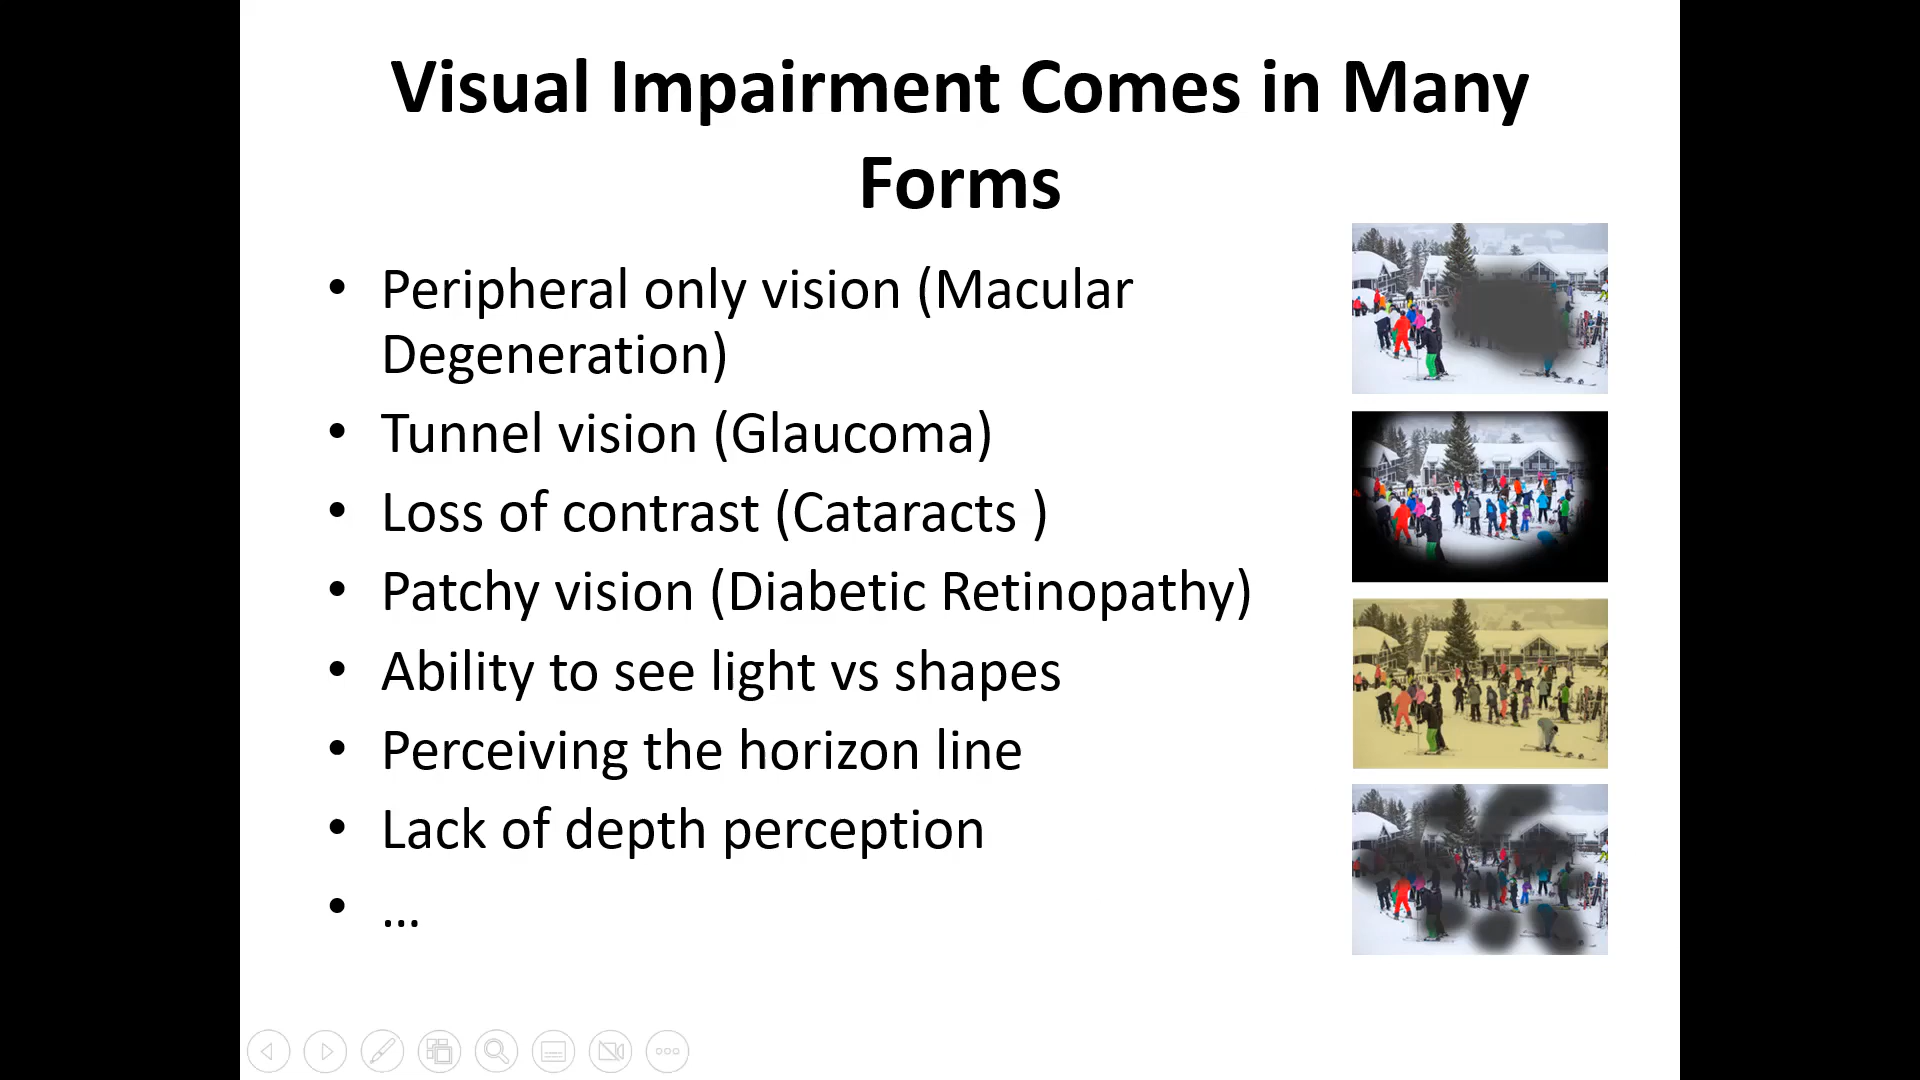 Visual Impairment Comes in Many
Forms
• Peripheral only vision (Macular
Degeneration)
• Tunnel vision (Glaucoma)
• Loss of contrast (Cataracts )
• Patchy vision (Diabetic Retinopathy)
• Ability to see light vs shapes
• Perceiving the horizon line
• Lack of depth perception
• ...